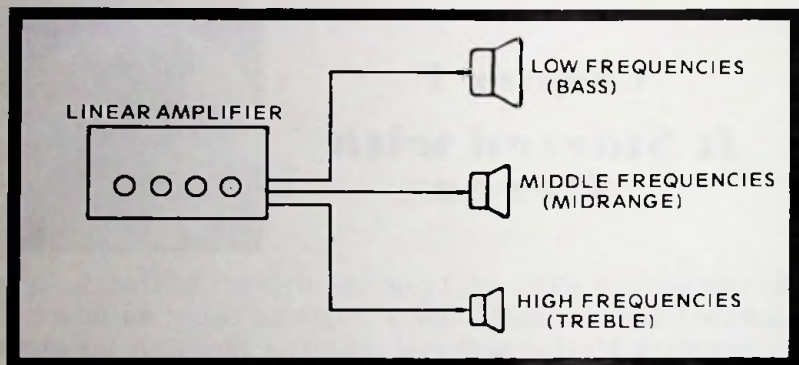 LINEAR AMPLIFIER
LOW FREQUENCIES
(BASS)
MIDDLE FREQUENCIES
(MIDRANGE)
HIGH FREQUENCIES
(TREBLE)